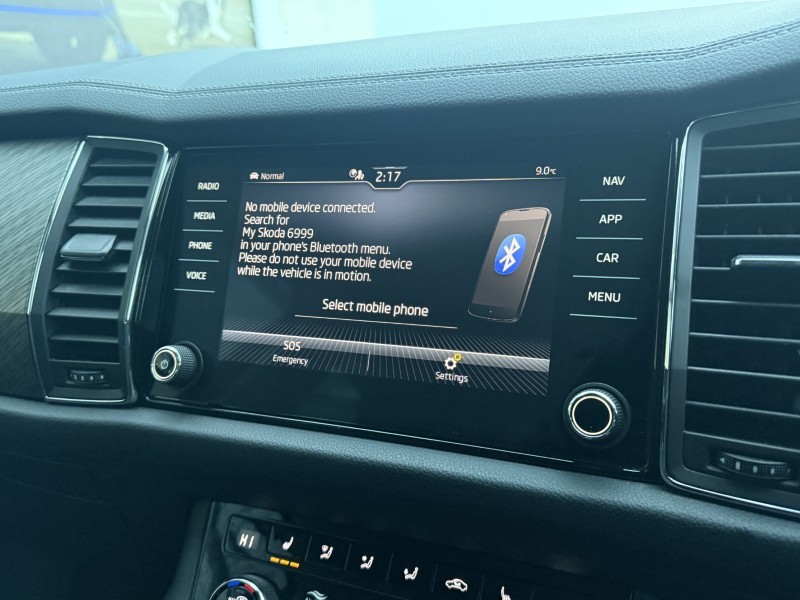 Normal
2:17
9.0°C
RADIO
MEDIA
PHONE
VOICE
No mobile device connected.
Search for
My Skoda 6999
in your phone's Bluetooth menu.
Please do not use your mobile device
while the vehicle is in motion.
Select mobile phone
SOS
Emergency
Settings
NAV
APP
CAR
MENU
HI